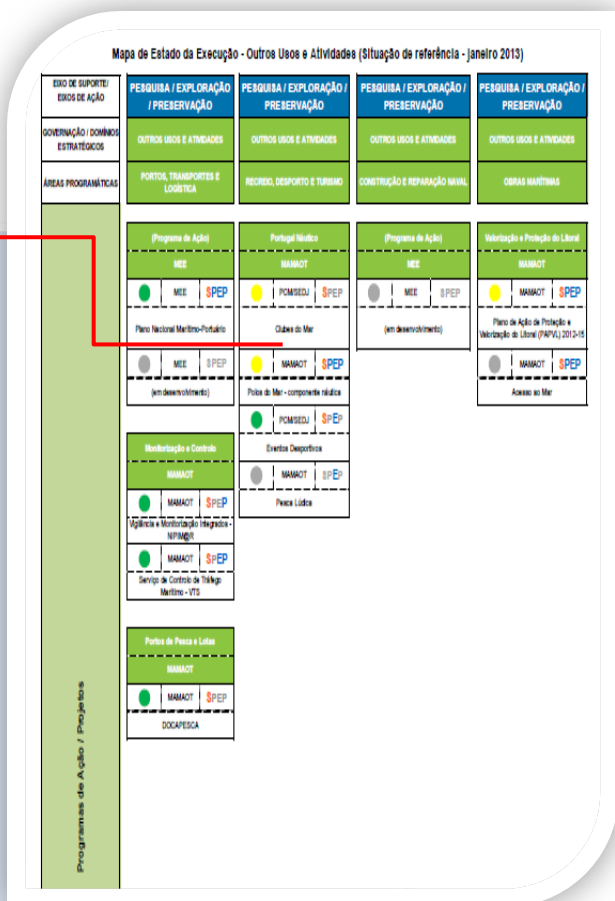 Mapa de Estado da Execução - Outros Usos e Atividades (Situação de referência - janeiro 2013)
EIXO DE SUPORTE/
EIXOS DE AÇÃO
PESQUISA / EXPLORAÇÃO
/ PRESERVAÇÃO
PESQUISA / EXPLORAÇÃO /
PRESERVAÇÃO
PESQUISA / EXPLORAÇÃO /
PRESERVAÇÃO
PESQUISA / EXPLORAÇÃO /
PRESERVAÇÃO
GOVERNAÇÃO / DOMÍNIOS
ESTRATÉGICOS
OUTROS USOS E ATIVIDADES
OUTROS USOS E ATIVIDADES
OUTROS USOS E ATIVIDADES
OUTROS USOS E ATIVIDADES
ÁREAS PROGRAMÁTICAS
PORTOS, TRANSPORTES E
LOGÍSTICA
RECREIO, DESPORTO E TURISMO
CONSTRUÇÃO E REPARAÇÃO NAVAL
OBRAS MARÍTIMAS
Programas de Ação / Projetos
(Programa de Ação)
MEE
MEE SPEP
Plano Nacional Marítimo-Portuário
MEE SPEP
(em desenvolvimento)
Monitorização e Controlo
MAMAOT
MAMAOT SPEP
Vigilância e Monitorização Integrados -
NIPIM@R
MAMAOT SPEP
Serviço de Controlo de Tráfego
Marítimo - VTS
Portos de Pesca e Lotas
MAMAOT
MAMAOT SPEP
DOCAPESCA
Portugal Náutico
MAMAOT
PCM/SEDJ SPEP
Clubes do Mar
MAMAOT SPEP
Polos do Mar - componente náutica
PCM/SEDJ SPEP
Eventos Desportivos
MAMAOT SPEP
Pesca Lúdica
(Programa de Ação)
MEE
MEE SPEP
(em desenvolvimento)
Valorização e Proteção do Litoral
MAMAOT
MAMAOT SPEP
Plano de Ação de Proteção e
Valorização do Litoral (PAPVL) 2012-15
MAMAOT SPEP
Acesso ao Mar